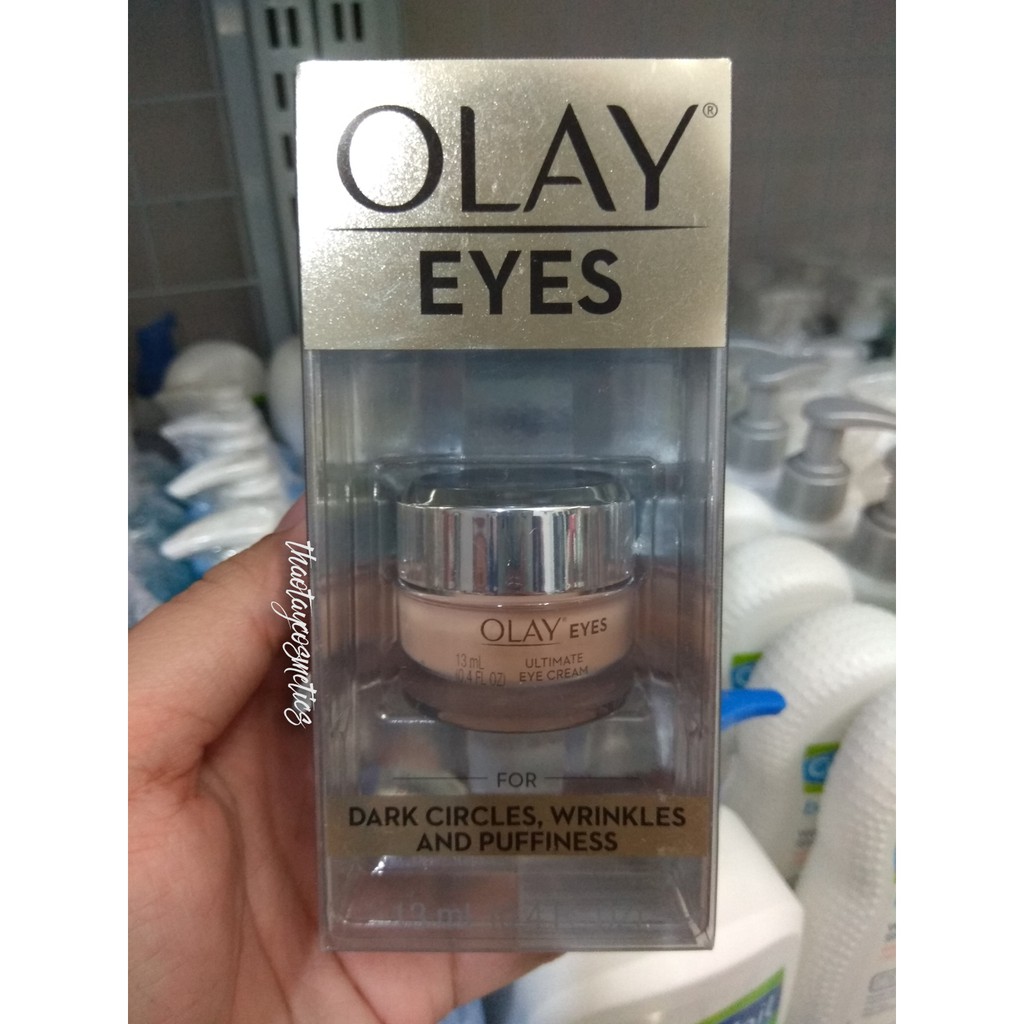 OLAY®
EYES
OLAY® EYES
13 mL
(0.4 FL OZ)
ULTIMATE
EYE CREAM
FOR
DARK CIRCLES, WRINKLES
AND PUFFINESS
thaotaycosmetics